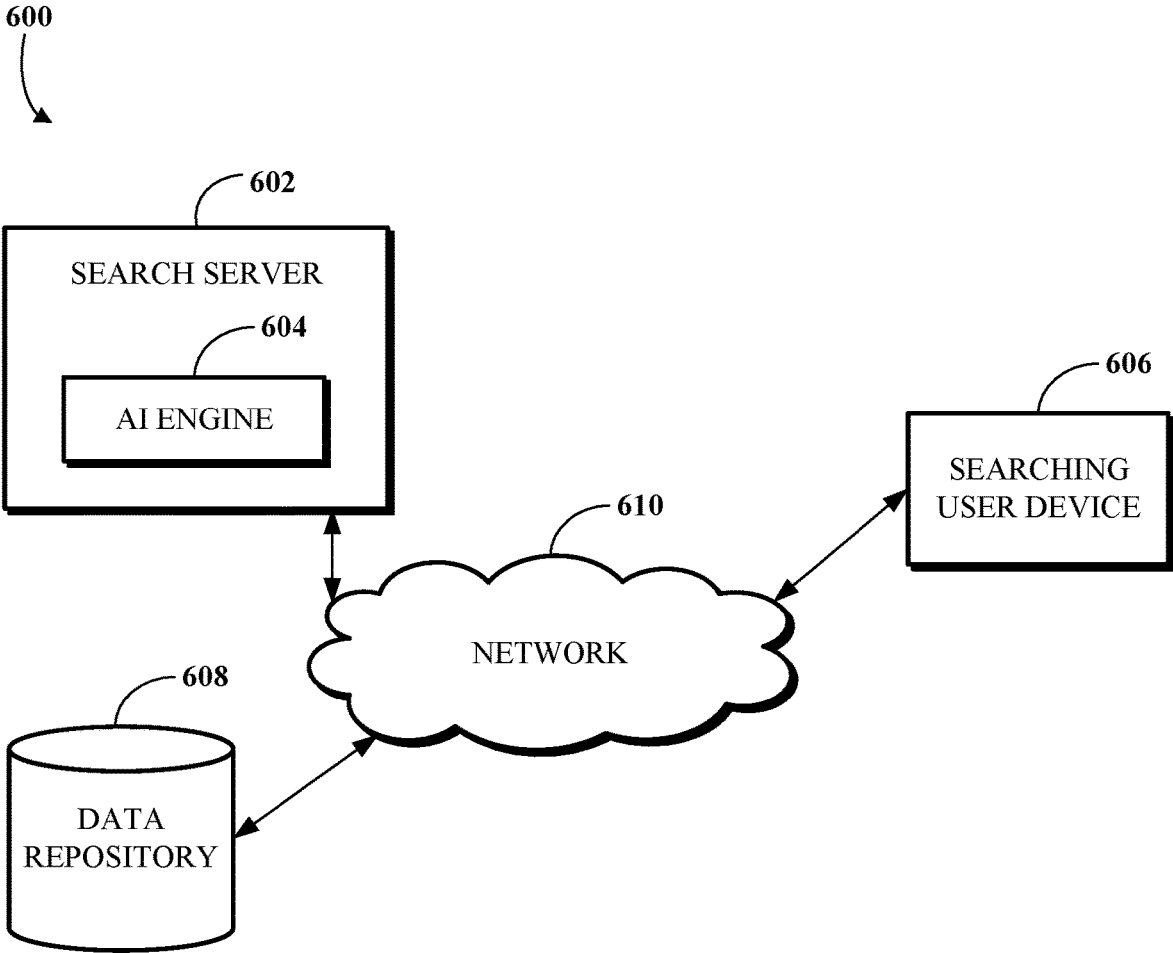 600
602
SEARCH SERVER
604
AI ENGINE
606
SEARCHING
USER DEVICE
610
NETWORK
608
DATA
REPOSITORY